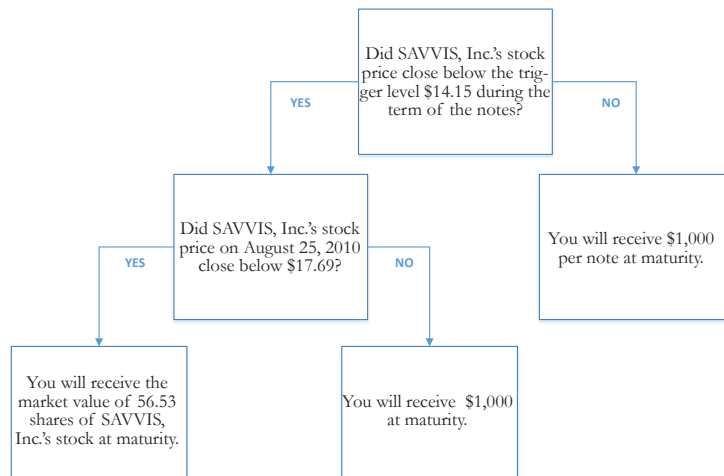 Did SAVVIS, Inc.'s stock
price close below the trig-
ger level $14.15 during the
term of the notes?
YES
NO
Did SAVVIS, Inc.'s stock
price on August 25, 2010
close below $17.69?
You will receive $1,000
per note at maturity.
YES
NO
You will receive the
market value of 56.53
shares of SAVVIS,
Inc.'s stock at maturity.
You will receive $1,000
at maturity.